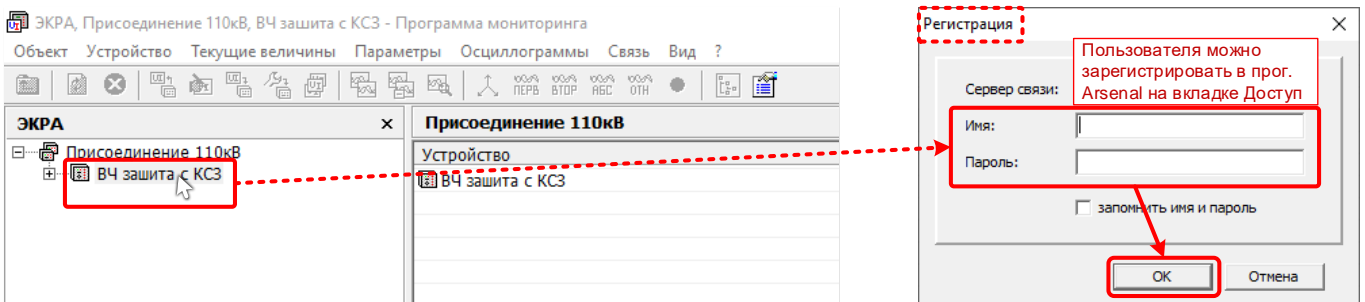 ЭКРА, Присоединение 110кВ, ВЧ зашита с КСЗ - Программа мониторинга
Объект Устройство Текущие величины Параметры Осциллограммы Связь Вид ?
ПЕРВ ВТОР АБС ОТН
ЭКРА
Присоединение 110кВ
ВЧ зашита с КСЗ
Присоединение 110кВ
Устройство
ВЧ зашита с КСЗ
Регистрация
Пользователя можно
зарегистрировать в прог.
Arsenal на вкладке Доступ
Сервер связи:
Имя:
Пароль:
запомнить имя и пароль
OK
Отмена